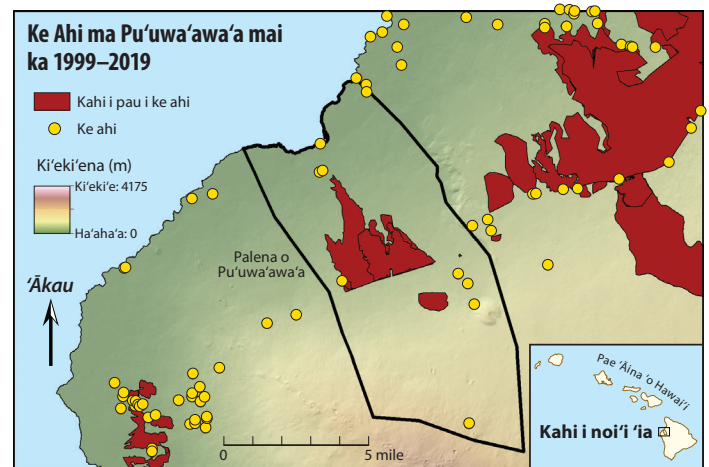 Ke Ahi ma Puʻuwaʻawaʻa mai
ka 1999–2019
Kahi i pau i ke ahi
Ke ahi
Kiʻekiʻena (m)
Kiʻekiʻe: 4175
Haʻahaʻa: 0
Palena o
Puʻuwaʻawaʻa
ʻĀkau
0 5 mile
Pae ʻĀina ʻo Hawaiʻi
Kahi i noiʻi ʻia